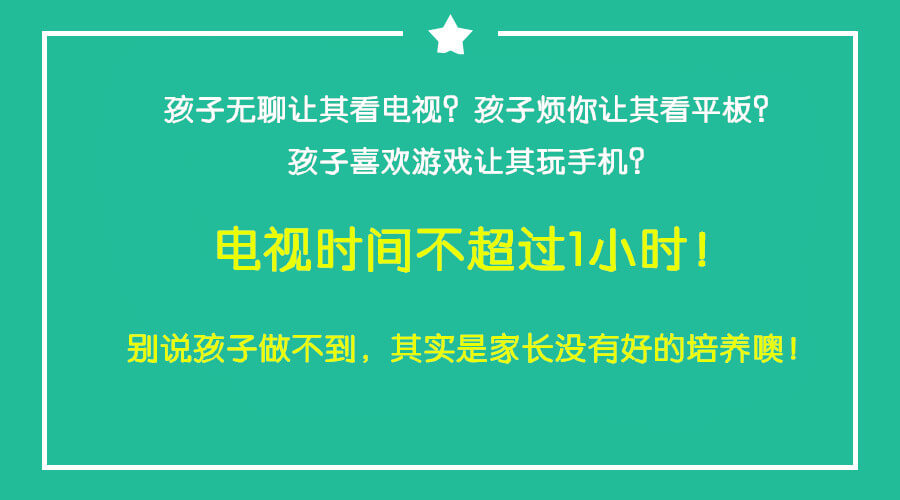 孩子无聊让其看电视？孩子烦你让其看平板？
孩子喜欢游戏让其玩手机？
电视时间不超过1小时！
别说孩子做不到，其实是家长没有好的培养噢！